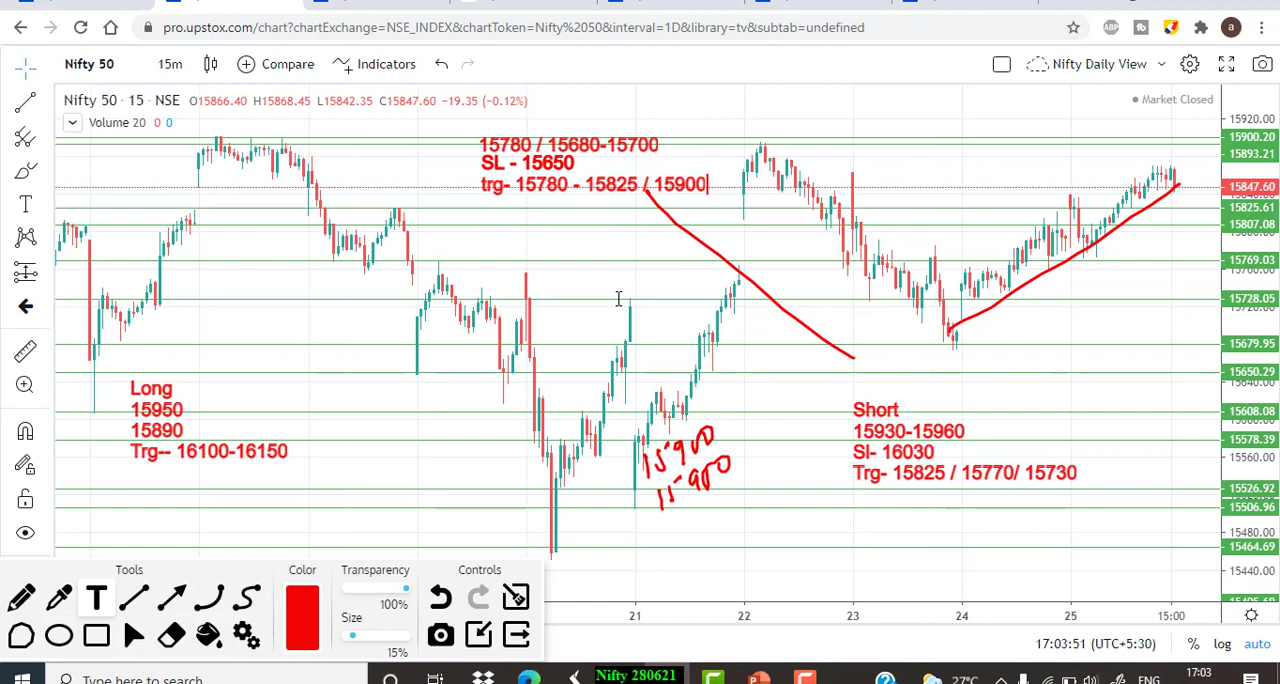 pro.upstox.com/chart?chartExchange=NSE_INDEX&chartToken=Nifty%2050&interval=1D&library=tv&subtab=undefined
ABP
a
Nifty 50
15m
Compare
Indicators
Nifty Daily View
Nifty 50 · 15 · NSE O15866.40 H15868.45 L15842.35 C15847.60 −19.35 (−0.12%)
Market Closed
Volume 20 0 0
15780 / 15680-15700
SL - 15650
trg- 15780 - 15825 / 15900
Long
15950
15890
Trg-- 16100-16150
15900
15900
Short
15930-15960
Sl- 16030
Trg- 15825 / 15770/ 15730
15920.00
15900.20
15893.21
15847.60
15825.61
15807.08
15769.03
15728.05
15679.95
15650.29
15640.00
15608.08
15578.39
15560.00
15526.92
15506.96
15480.00
15464.69
15440.00
21
22
23
24
25
15:00
Tools
Color
Transparency
100%
Size
15%
Controls
T
17:03:51 (UTC+5:30)
%
log
auto
Type here to search
Nifty 280621
27°C
ENG
17:03